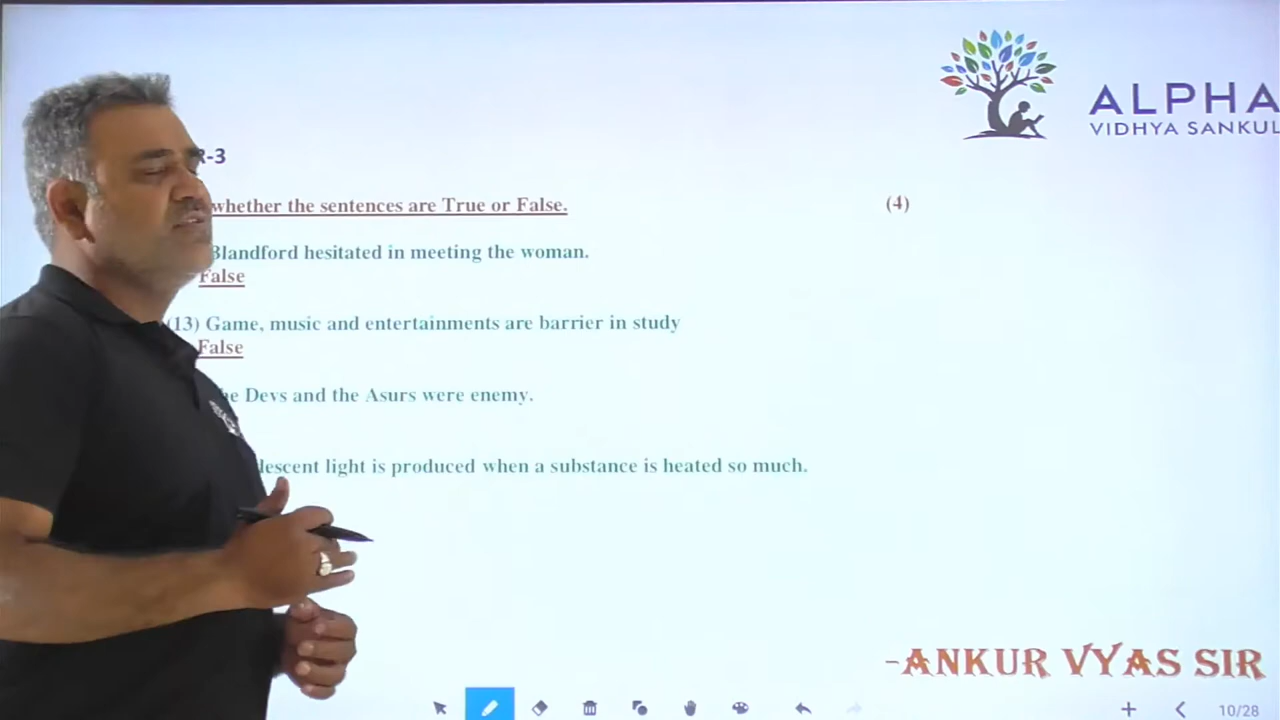 ALPHA
VIDHYA SANKUL
R-3
whether the sentences are True or False. (4)
Blandford hesitated in meeting the woman.
False
(13) Game, music and entertainments are barrier in study
False
he Devs and the Asurs were enemy.
descent light is produced when a substance is heated so much.
-ANKUR VYAS SIR
10/28